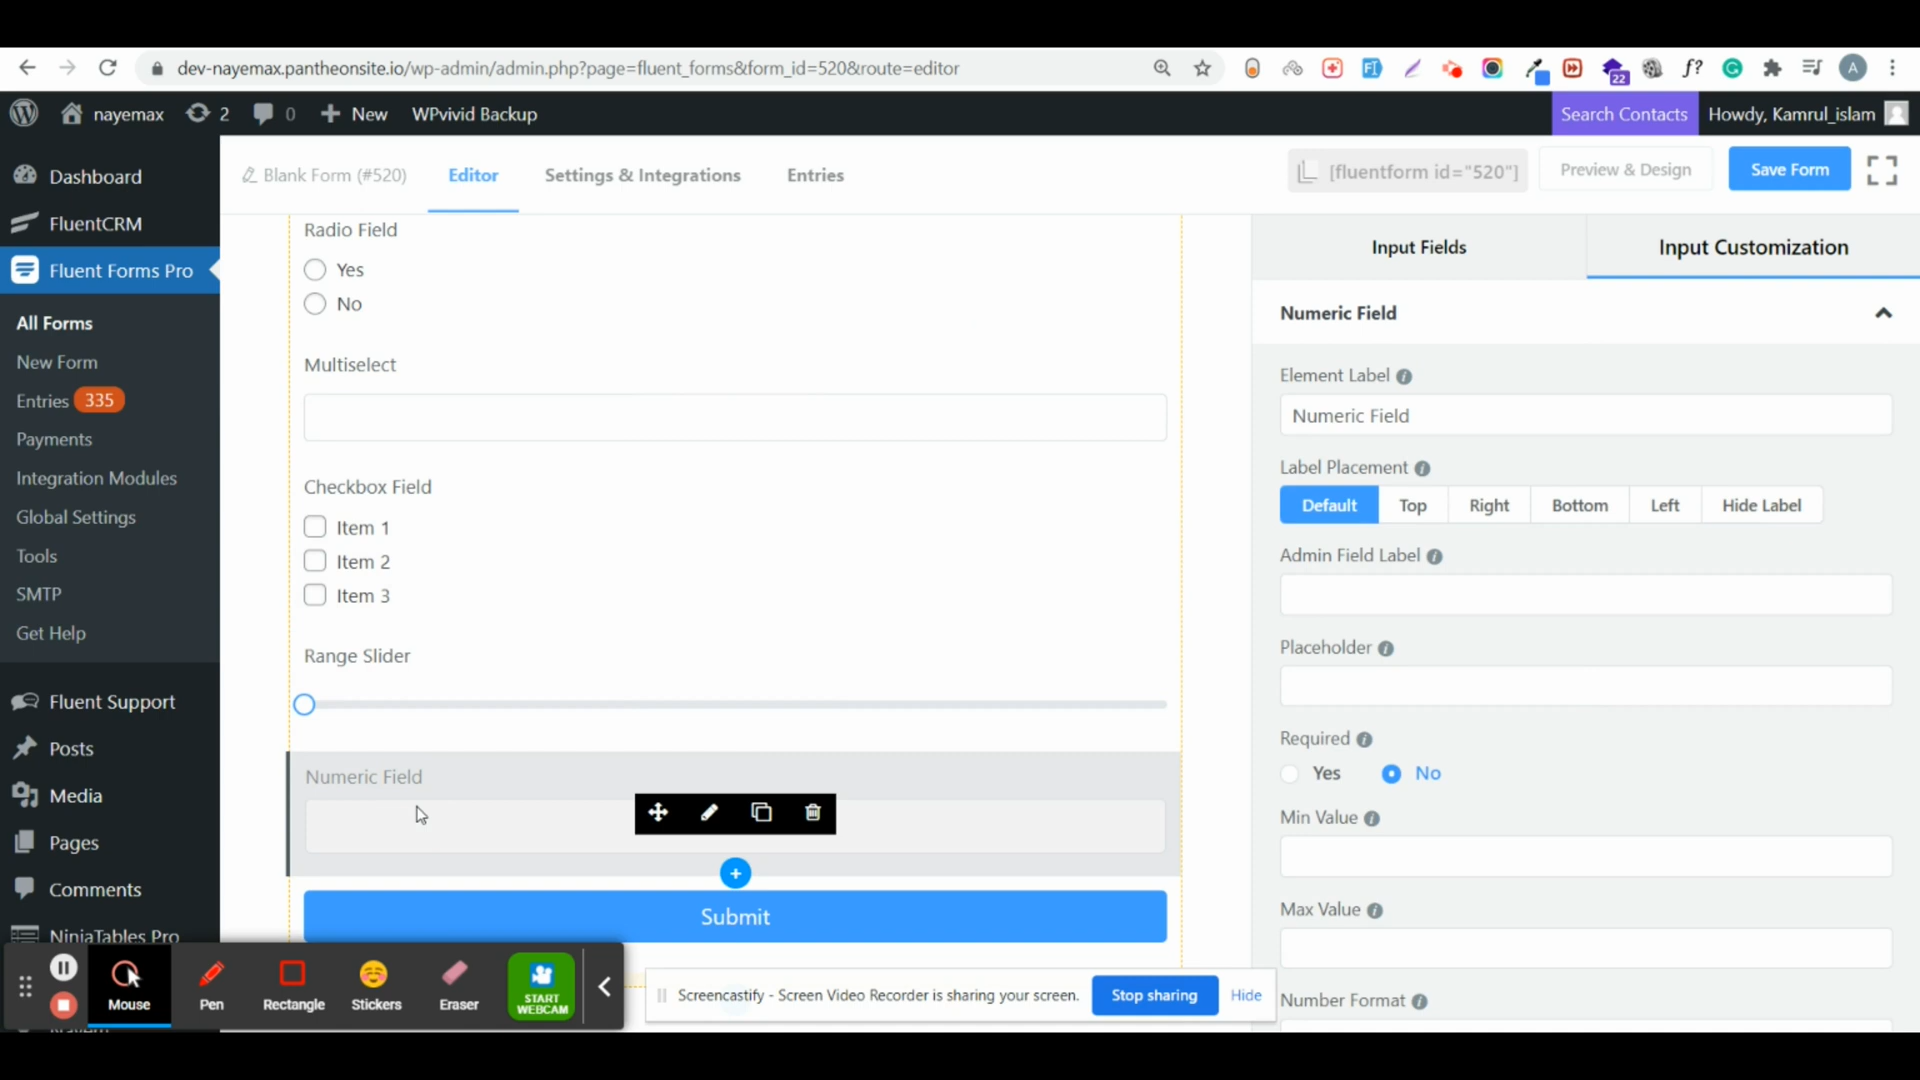 dev-nayemax.pantheonsite.io/wp-admin/admin.php?page=fluent_forms&form_id=520&route=editor
22
f?
A
nayemax
2
0
New
WPvivid Backup
Search Contacts
Howdy, Kamrul_islam
Dashboard
FluentCRM
Fluent Forms Pro
All Forms
New Form
Entries 335
Payments
Integration Modules
Global Settings
Tools
SMTP
Get Help
Fluent Support
Posts
Media
Pages
Comments
NinjaTables Pro
Blank Form (#520)
Editor
Settings & Integrations
Entries
[fluentform id="520"]
Preview & Design
Save Form
Radio Field
Yes
No
Multiselect
Checkbox Field
Item 1
Item 2
Item 3
Range Slider
Numeric Field
Submit
Input Fields
Input Customization
Numeric Field
Element Label
Numeric Field
Label Placement
Default Top Right Bottom Left Hide Label
Admin Field Label
Placeholder
Required
Yes No
Min Value
Max Value
Number Format
Mouse
Pen
Rectangle
Stickers
Eraser
START
WEBCAM
Screencastify - Screen Video Recorder is sharing your screen.
Stop sharing
Hide